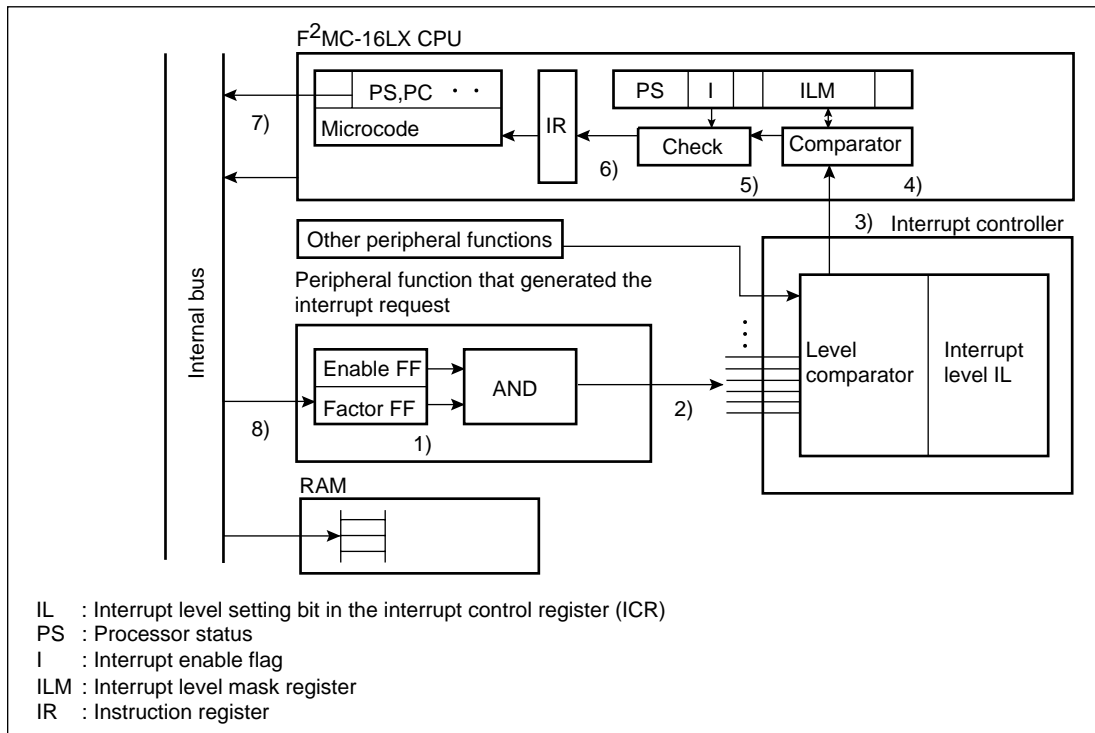 F2MC-16LX CPU
PS,PC · ·
Microcode
IR
PS I ILM
Check
Comparator
7)
6)
5)
4)
3)
Interrupt controller
Other peripheral functions
Peripheral function that generated the
interrupt request
Internal bus
Enable FF
Factor FF
AND
Level
comparator
Interrupt
level IL
8)
1)
2)
RAM
IL : Interrupt level setting bit in the interrupt control register (ICR)
PS : Processor status
I : Interrupt enable flag
ILM : Interrupt level mask register
IR : Instruction register